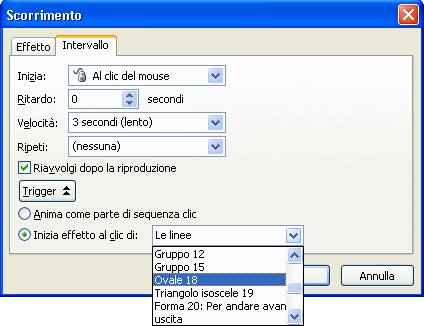 Scorrimento
Effetto Intervallo
Inizia: Al clic del mouse
Ritardo: 0 secondi
Velocità: 3 secondi (lento)
Ripeti: (nessuna)
Riavvolgi dopo la riproduzione
Trigger
Anima come parte di sequenza clic
Inizia effetto al clic di: Le linee
Gruppo 12
Gruppo 15
Ovale 18
Triangolo isoscele 19
Forma 20: Per andare avan
uscita
Annulla